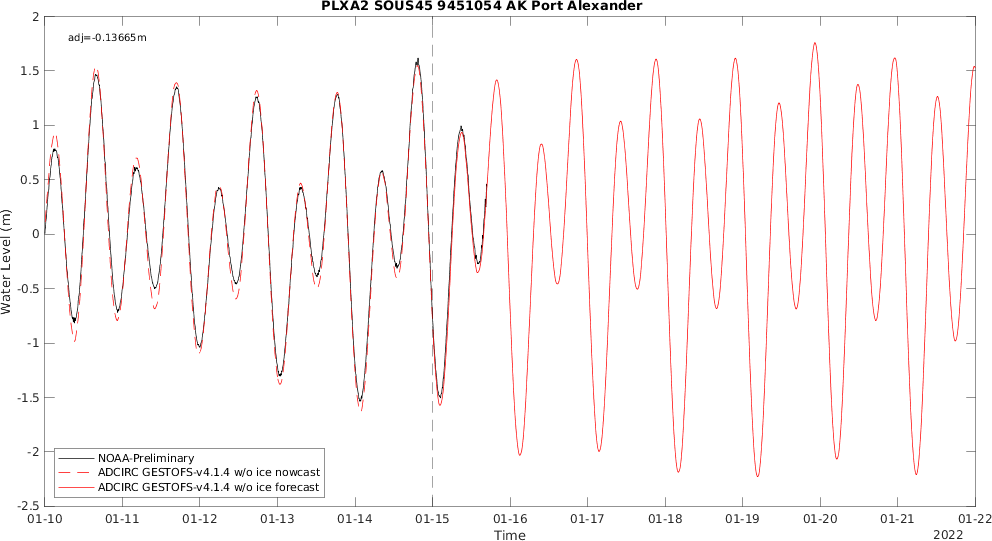 PLXA2 SOUS45 9451054 AK Port Alexander
adj=-0.13665m
2
1.5
1
0.5
0
-0.5
-1
-1.5
-2
-2.5
Water Level (m)
NOAA-Preliminary
ADCIRC GESTOFS-v4.1.4 w/o ice nowcast
ADCIRC GESTOFS-v4.1.4 w/o ice forecast
01-10 01-11 01-12 01-13 01-14 01-15 01-16 01-17 01-18 01-19 01-20 01-21 01-22
Time
2022